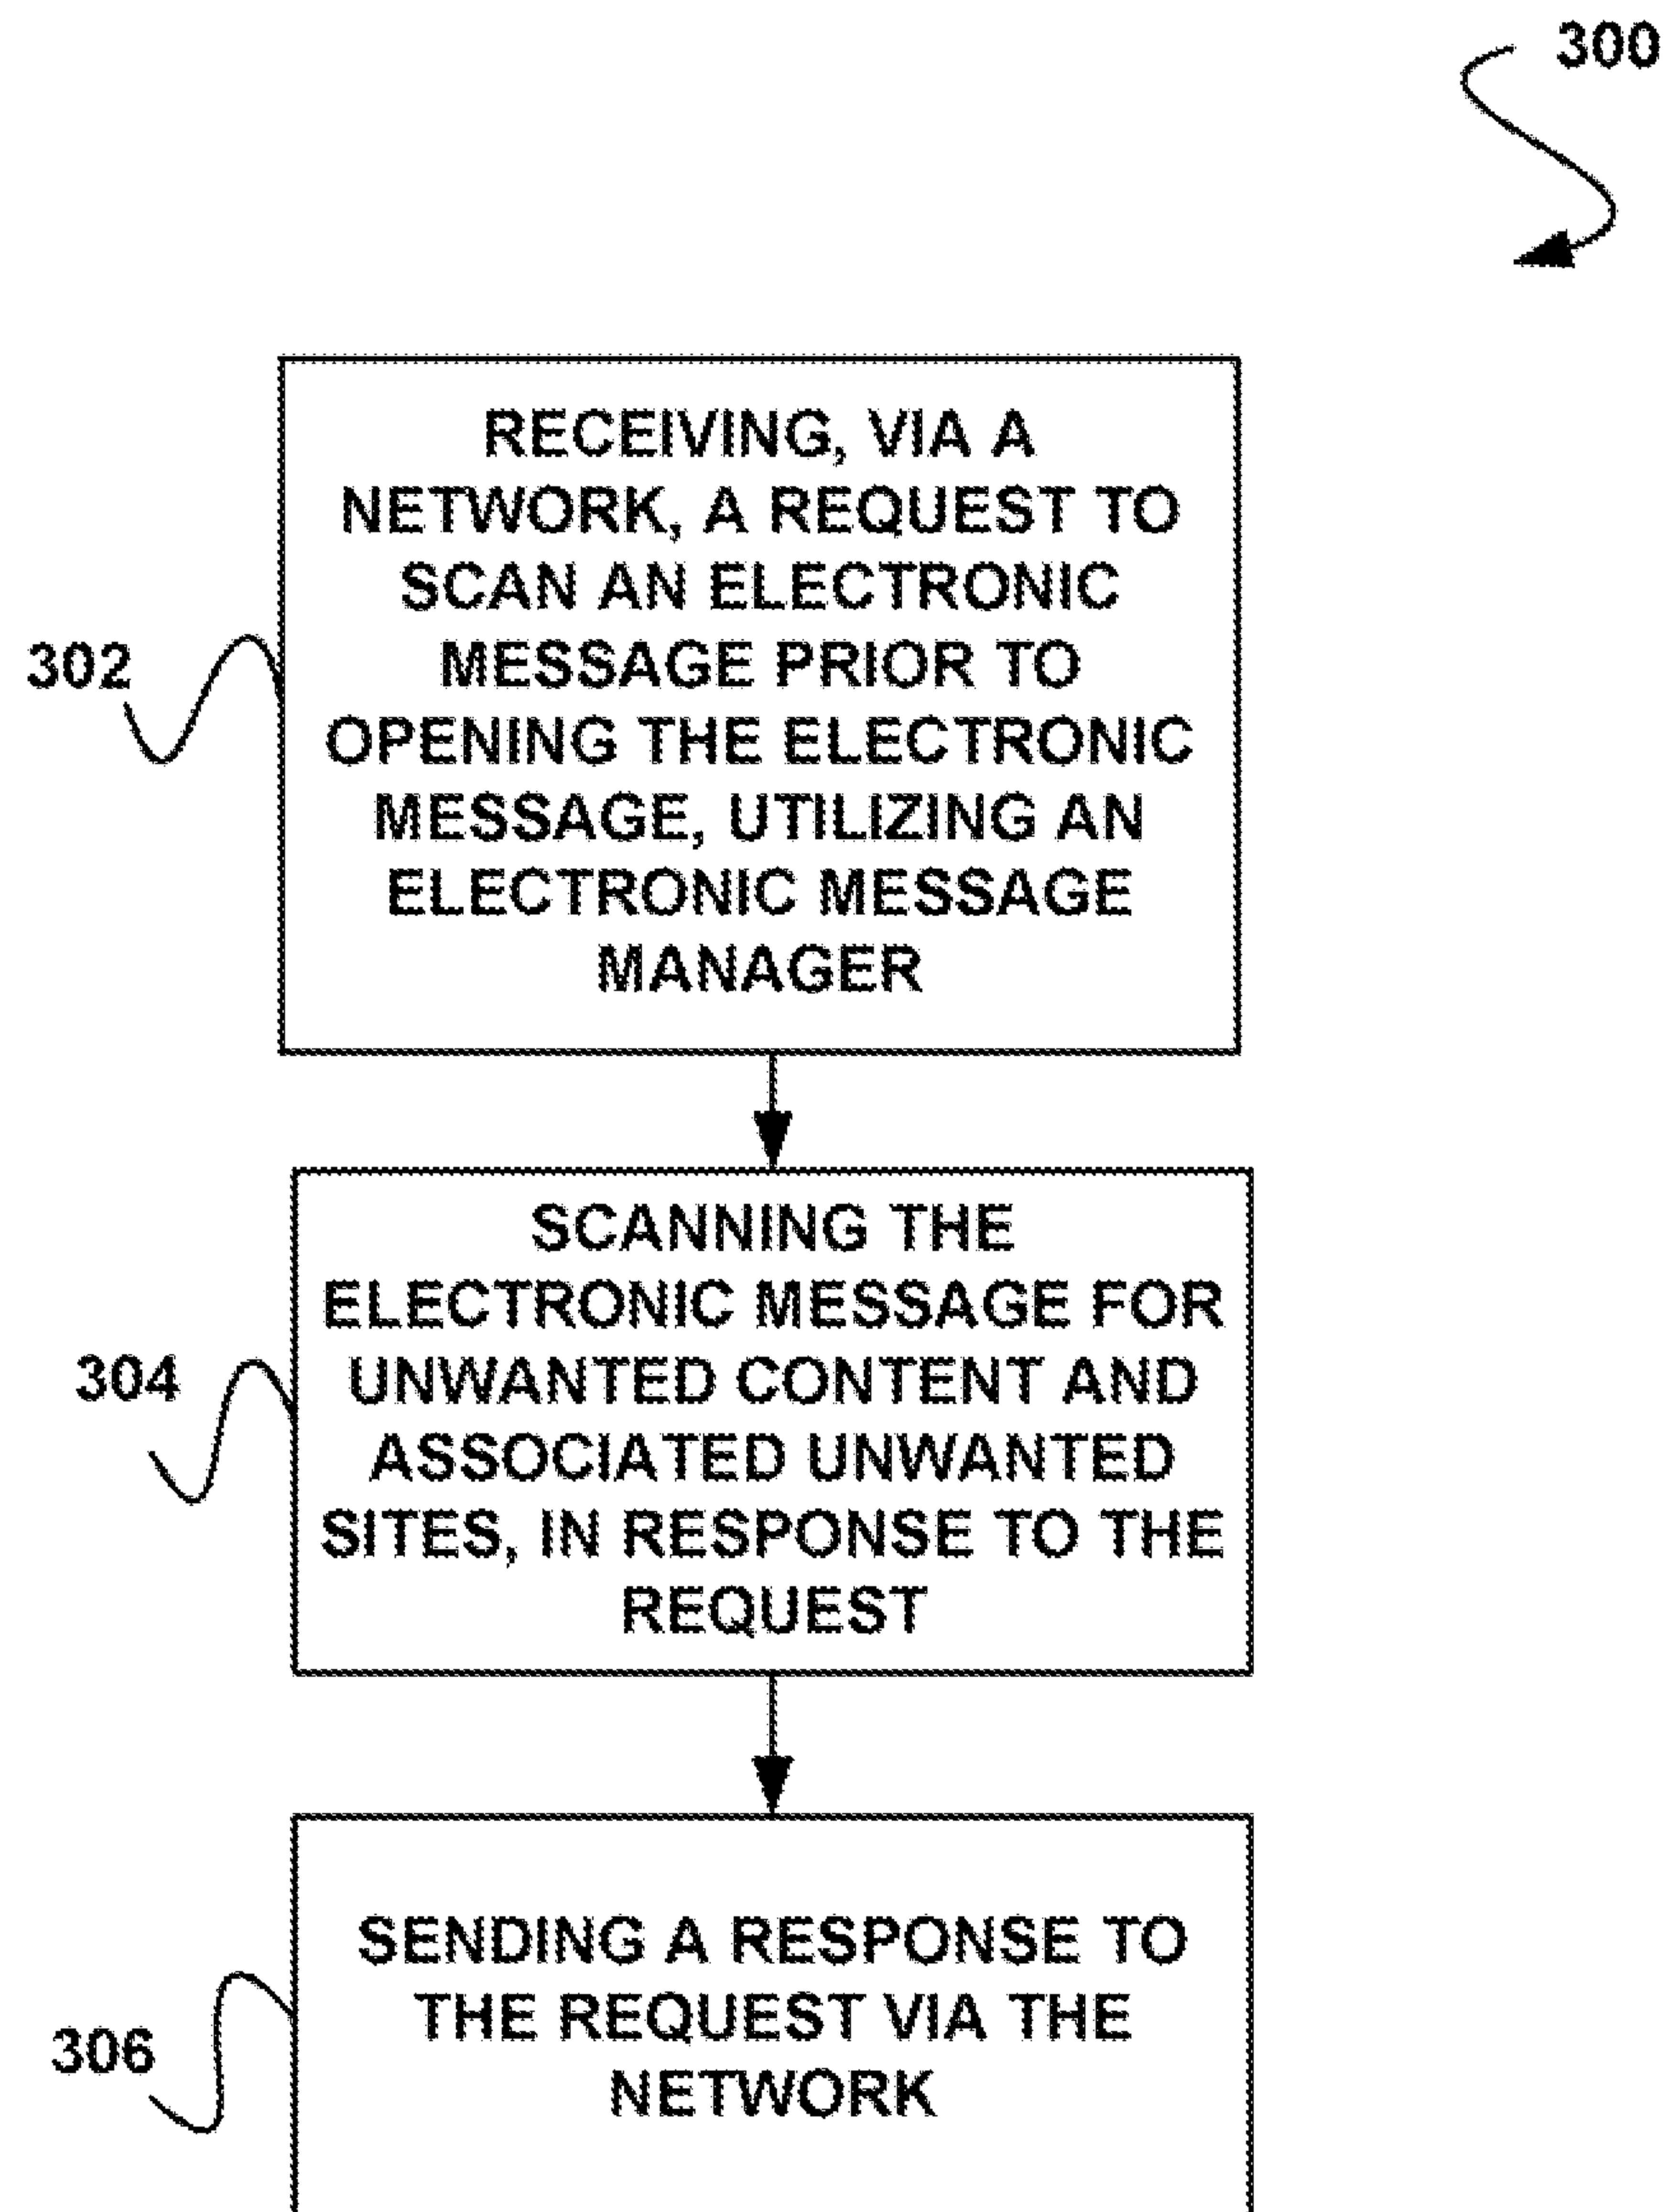 300
302
RECEIVING, VIA A
NETWORK, A REQUEST TO
SCAN AN ELECTRONIC
MESSAGE PRIOR TO
OPENING THE ELECTRONIC
MESSAGE, UTILIZING AN
ELECTRONIC MESSAGE
MANAGER
304
SCANNING THE
ELECTRONIC MESSAGE FOR
UNWANTED CONTENT AND
ASSOCIATED UNWANTED
SITES, IN RESPONSE TO THE
REQUEST
306
SENDING A RESPONSE TO
THE REQUEST VIA THE
NETWORK